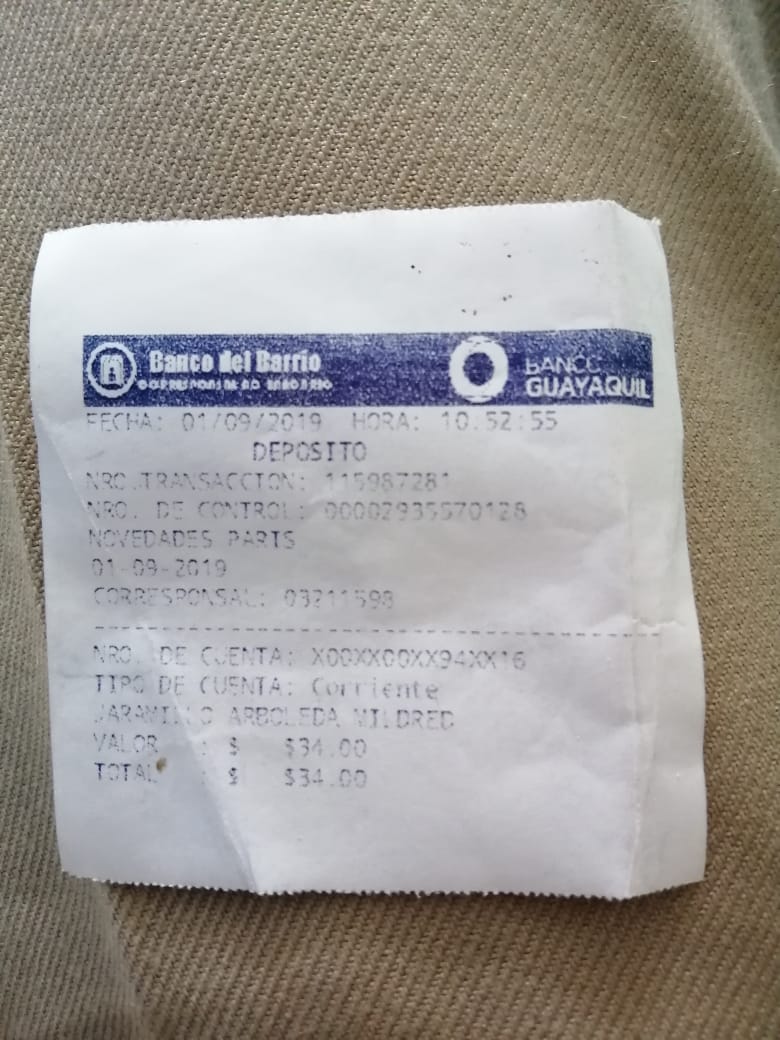 Banco del Barrio
CORRESPONSAL BANCARIO
BANCO
GUAYAQUIL
FECHA: 01/09/2019 HORA: 10:52:55
DEPOSITO
NRO. TRANSACCION: 115987281
NRO. DE CONTROL: 00002935570128
NOVEDADES PARIS
01-09-2019
CORRESPONSAL: 03211598
NRO. DE CUENTA: X00XX00XX94XX16
TIPO DE CUENTA: Corriente
JARAMILLO ARBOLEDA MILDRED
VALOR : $ $34.00
TOTAL : $ $34.00